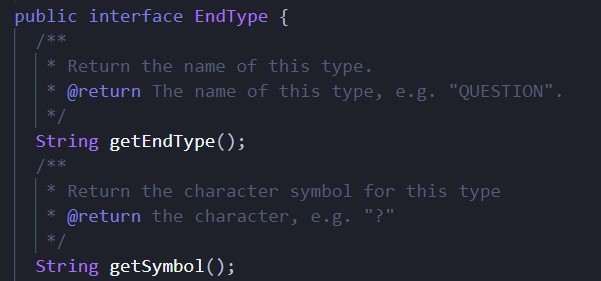 public interface EndType {
/**
* Return the name of this type.
* @return The name of this type, e.g. "QUESTION".
*/
String getEndType();
/**
* Return the character symbol for this type
* @return the character, e.g. "?"
*/
String getSymbol();